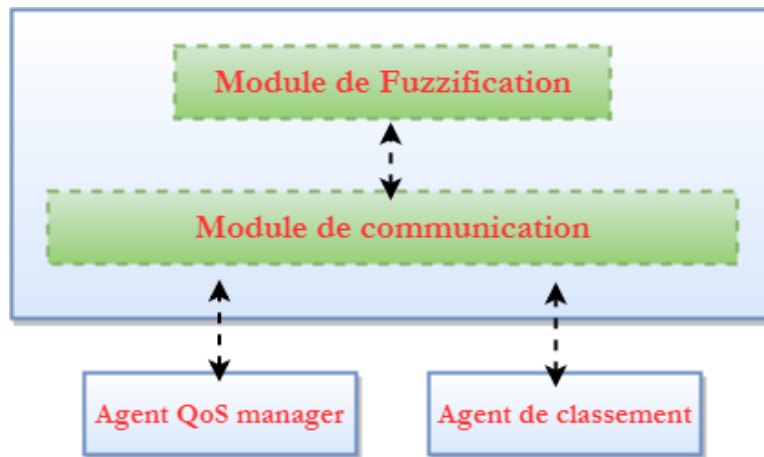 Module de Fuzzification
Module de communication
Agent QoS manager
Agent de classement